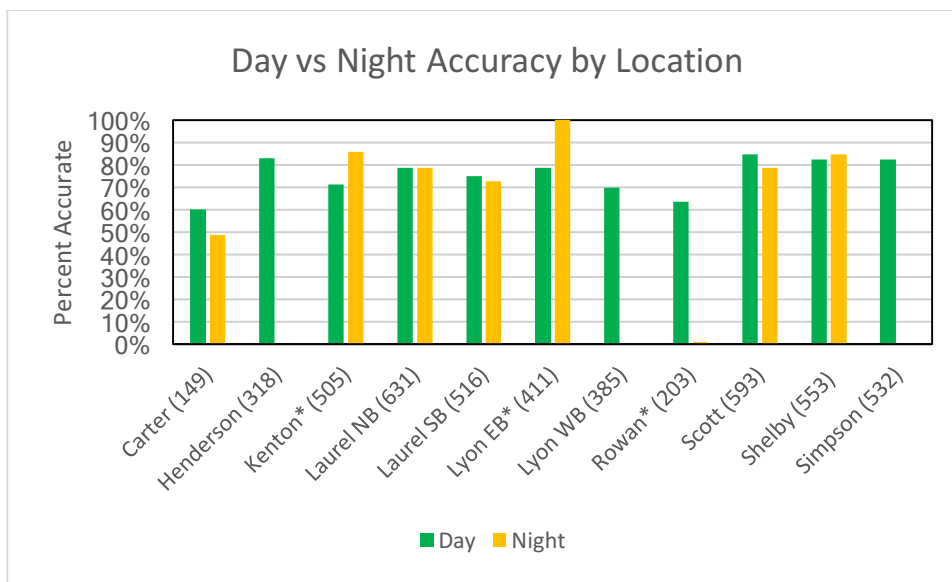 Day vs Night Accuracy by Location
Percent Accurate
100%
90%
80%
70%
60%
50%
40%
30%
20%
10%
0%
Carter (149)
Henderson (318)
Kenton* (505)
Laurel NB (631)
Laurel SB (516)
Lyon EB* (411)
Lyon WB (385)
Rowan* (203)
Scott (593)
Shelby (553)
Simpson (532)
Day Night